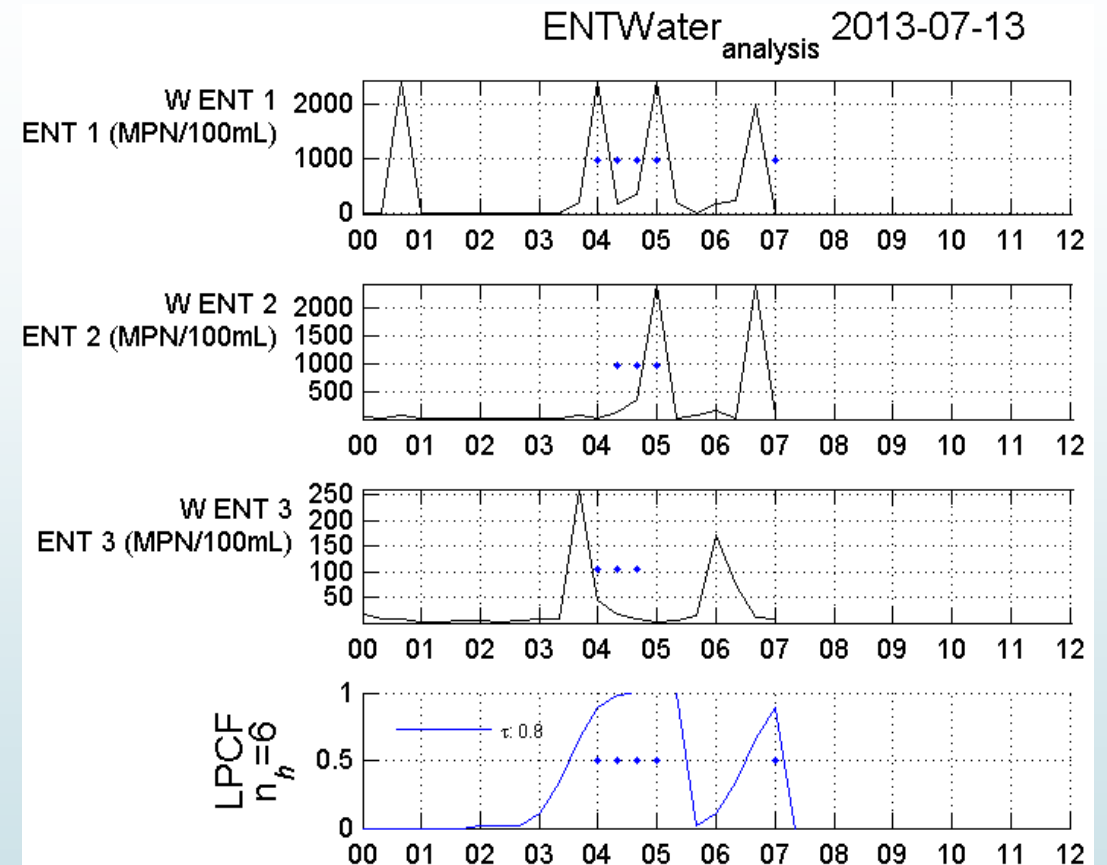 ENTWater analysis 2013-07-13
W ENT 1
ENT 1 (MPN/100mL)
2000
1000
0
00 01 02 03 04 05 06 07 08 09 10 11 12
W ENT 2
ENT 2 (MPN/100mL)
2000
1500
1000
500
00 01 02 03 04 05 06 07 08 09 10 11 12
W ENT 3
ENT 3 (MPN/100mL)
250
200
150
100
50
00 01 02 03 04 05 06 07 08 09 10 11 12
LPCF
n_h=6
1
0.5
0
τ: 0.8
00 01 02 03 04 05 06 07 08 09 10 11 12